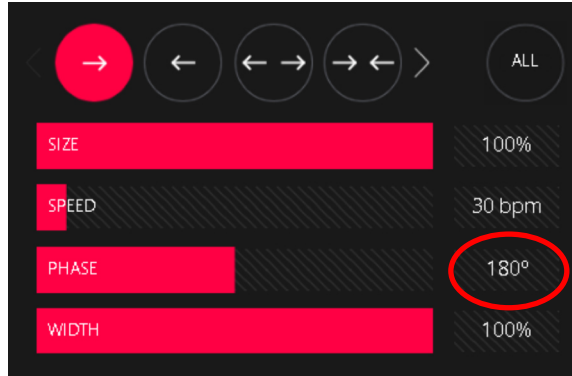 ALL
SIZE 100%
SPEED 30 bpm
PHASE 180º
WIDTH 100%